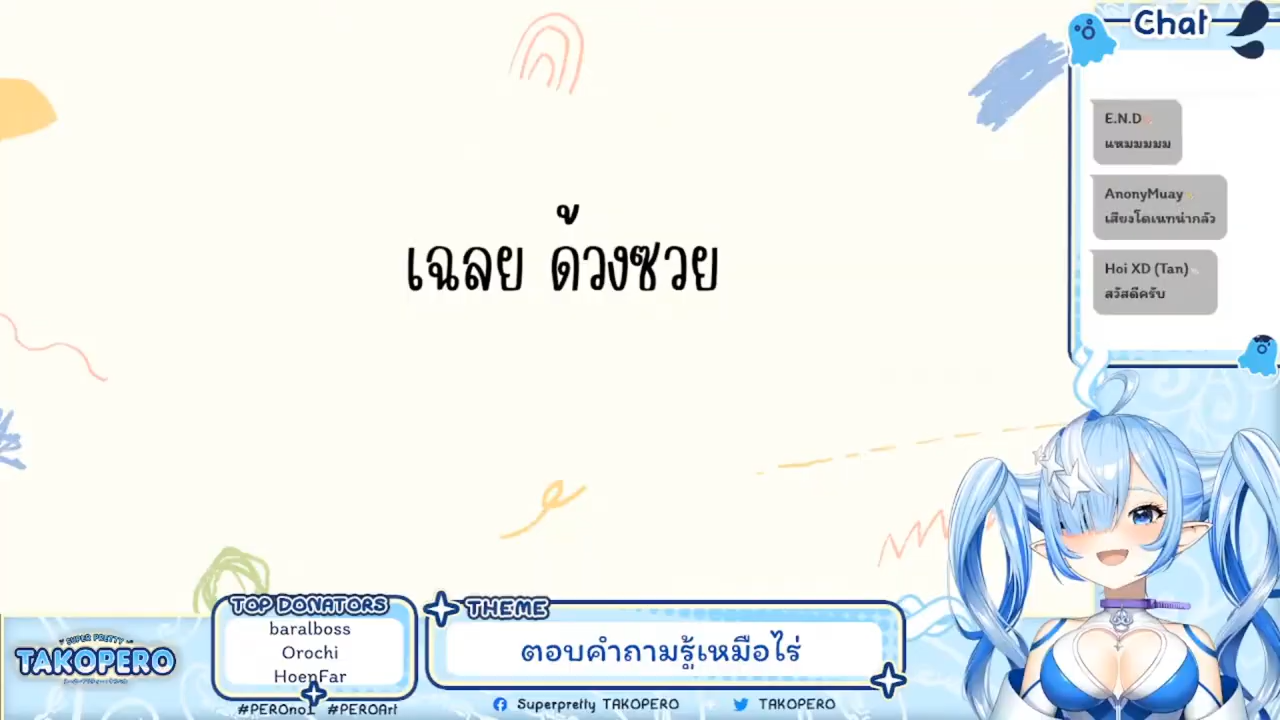 เฉลย ด้วงซวย
Chat
E.N.D
แหมมมมม
AnonyMuay
เสียงโดเนทน่ากลัว
Hoi XD (Tan)
สวัสดีครับ
TOP DONATORS
baralboss
Orochi
HoenFar
THEME
ตอบคำถามรู้เหมือไร่
SUPER PRETTY
TAKOPERO
#PEROno1 #PEROArt
Superpretty TAKOPERO
TAKOPERO